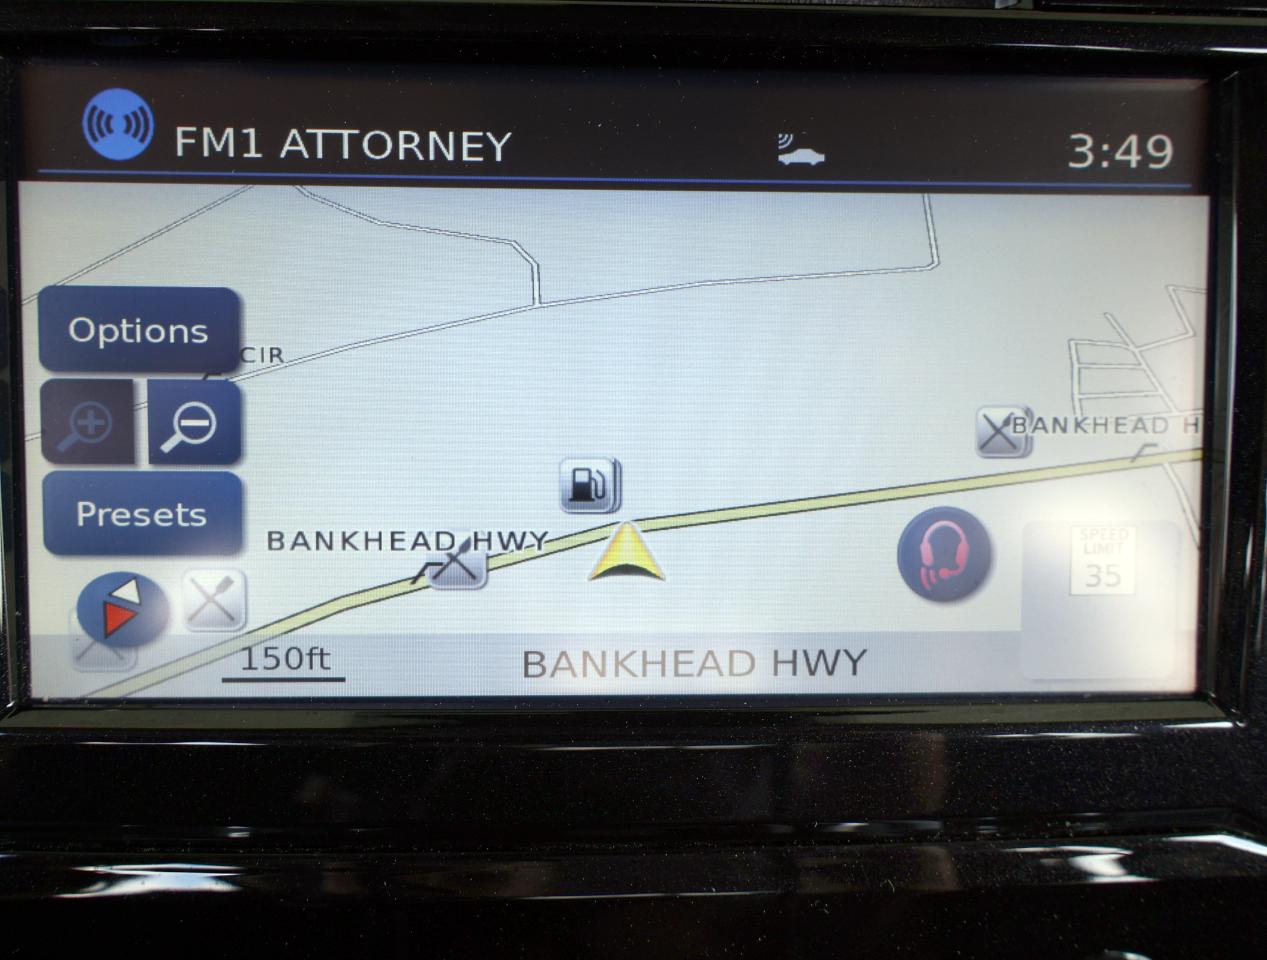 FM1 ATTORNEY
3:49
Options
CIR
BANKHEAD H
Presets
BANKHEAD HWY
SPEED
LIMIT
35
150ft
BANKHEAD HWY